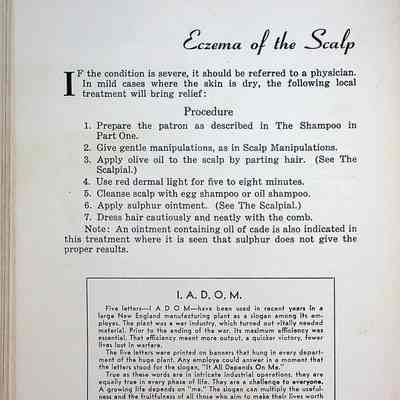 Eczema of the Scalp
IF the condition is severe, it should be referred to a physician.
In mild cases where the skin is dry, the following local
treatment will bring relief:
Procedure
1. Prepare the patron as described in The Shampoo in
Part One.
2. Give gentle manipulations, as in Scalp Manipulations.
3. Apply olive oil to the scalp by parting hair. (See The
Scalpial.)
4. Use red dermal light for five to eight minutes.
5. Cleanse scalp with egg shampoo or oil shampoo.
6. Apply sulphur ointment. (See The Scalpial.)
7. Dress hair cautiously and neatly with the comb.
Note: An ointment containing oil of cade is also indicated in
this treatment where it is seen that sulphur does not give the
proper results.
I. A. D. O. M.
Five letters—I A D O M—have been used in recent years in a
large New England manufacturing plant as a slogan among its em-
ployes. The plant was a war industry, which turned out vitally needed
material. Prior to the ending of the war, its maximum efficiency was
essential. That efficiency meant more output, a quicker victory, fewer
lives lost in warfare.
The five letters were printed on banners that hung in every depart-
ment of the huge plant. Any employe could answer in a moment that
the letters stood for the slogan, "It All Depends On Me."
True as these words are in intricate industrial operations, they are
equally true in every phase of life. They are a challenge to everyone.
A growing life depends on "me." The slogan can multiply the useful-
ness and the fruitfulness of all those who aim to make their lives worth